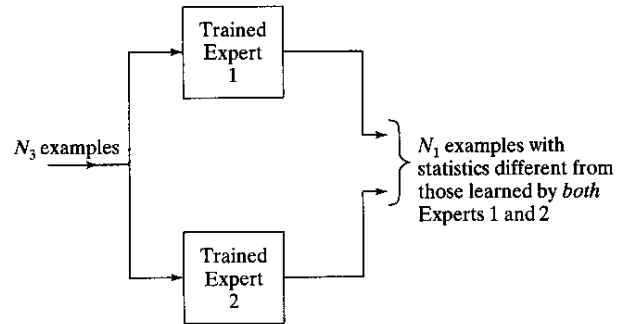 Trained
Expert
1
N₃ examples
N₁ examples with
statistics different from
those learned by both
Experts 1 and 2
Trained
Expert
2